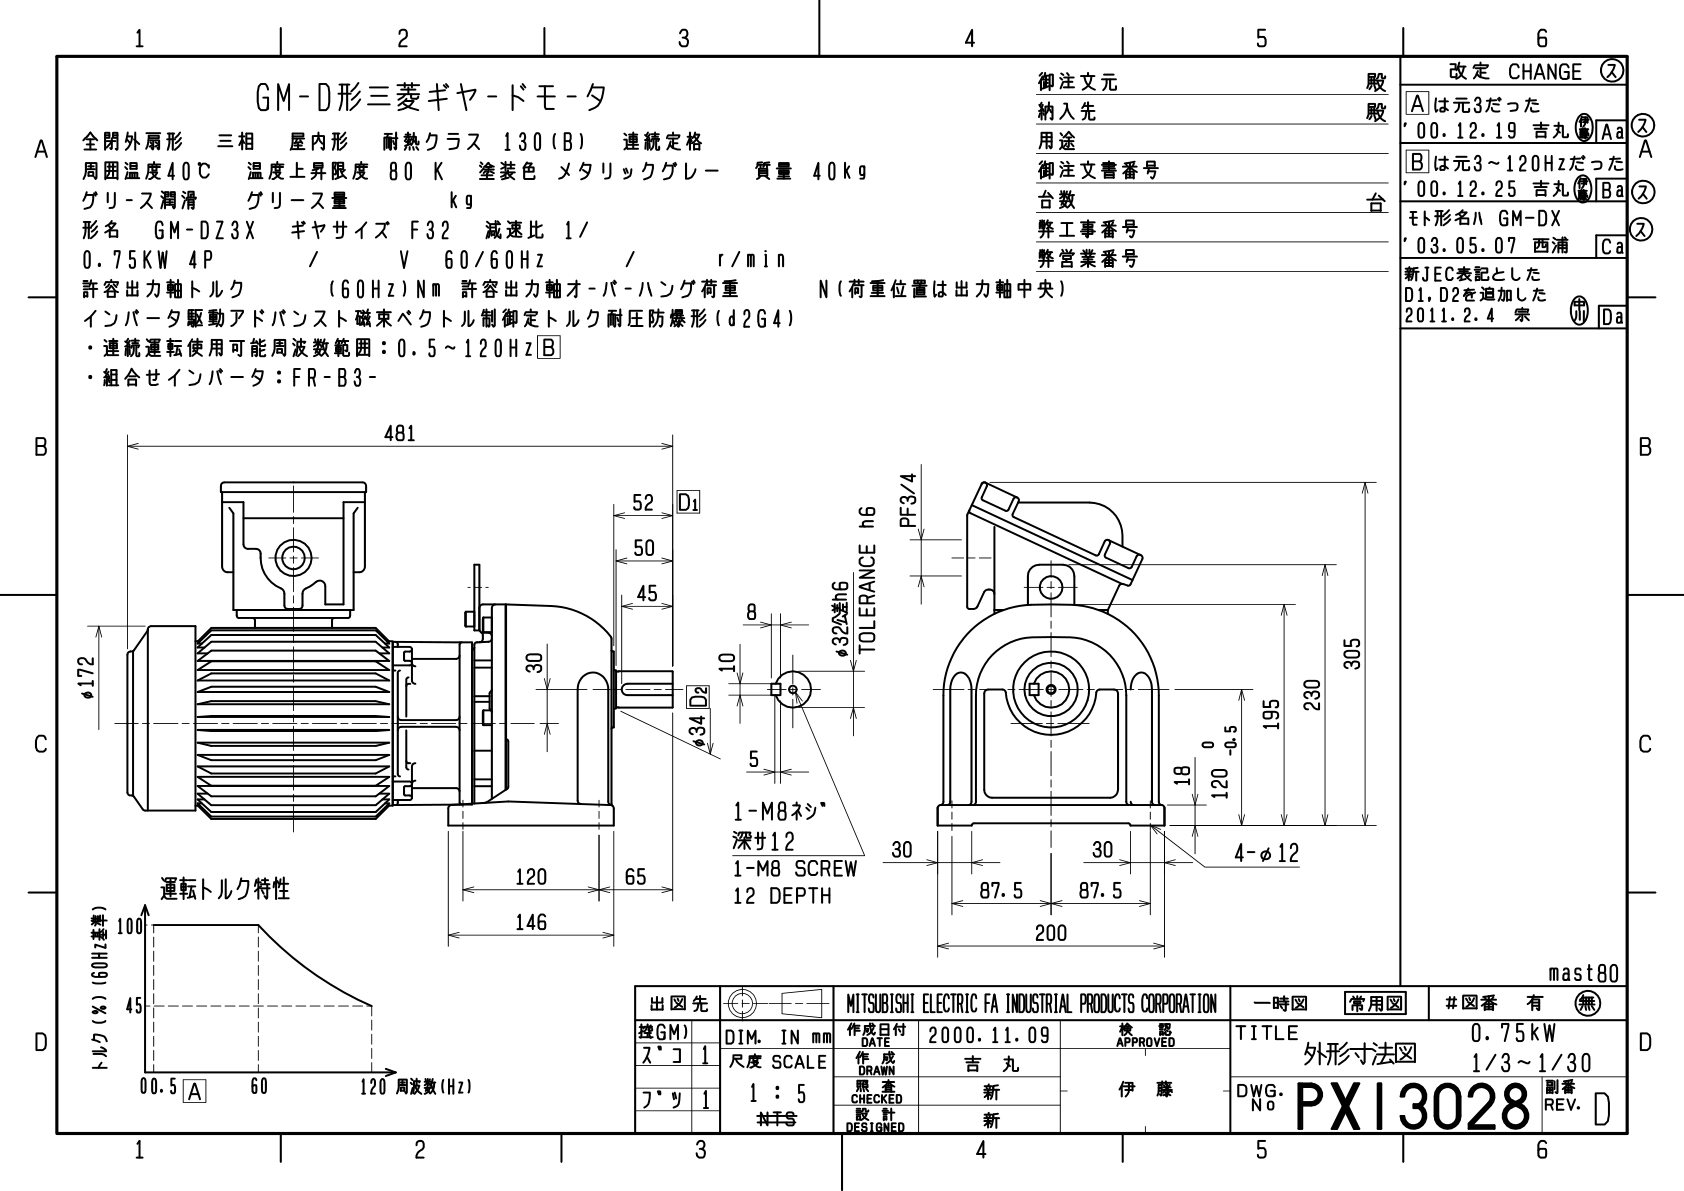 1 2 3 4 5 6
GM-D形三菱ギヤードモータ
全閉外扇形 三相 屋内形 耐熱クラス 130(B) 連続定格
周囲温度40℃ 温度上昇限度 80 K 塗装色 メタリックグレー 質量 40kg
グリース潤滑 グリース量 kg
形名 GM-DZ3X ギヤサイズ F32 減速比 1/
0.75KW 4P / V 60/60Hz / r/min
許容出力軸トルク (60Hz)Nm 許容出力軸オーバーハング荷重 N(荷重位置は出力軸中央)
インバータ駆動アドバンスト磁束ベクトル制御定トルク耐圧防爆形(d2G4)
・連続運転使用可能周波数範囲:0.5~120Hz B
・組合せインバータ:FR-B3-
御注文元 殿
納入先 殿
用途
御注文書番号
台数 台
弊工事番号
弊営業番号
改定 CHANGE ス
A は元3だった
'00.12.19 吉丸 伊藤 Aa ス
B は元3~120Hzだった
'00.12.25 吉丸 伊藤 Ba ス
モト形名ハ GM-DX
'03.05.07 西浦 Ca ス
新JEC表記とした
D1,D2を追加した
2011.2.4 宗 中川 Da
A A
B B
C C
D D
481
52 D1
50
45
30
φ172
D2
φ34
120 65
146
8
10
5
φ32公差h6
TOLERANCE h6
1-M8ネジ
深サ12
1-M8 SCREW
12 DEPTH
PF3/4
305
230
195
120 0 -0.5
18
30 30
4-φ12
87.5 87.5
200
運転トルク特性
トルク(%)(60Hz基準)
100
45
0 0.5 A 60 120 周波数(Hz)
mast80
出図先
控GM)
ズコ 1
ブツ 1
DIM. IN mm
尺度 SCALE
1 : 5
NTS
MITSUBISHI ELECTRIC FA INDUSTRIAL PRODUCTS CORPORATION
作成日付 DATE 2000.11.09
作成 DRAWN 吉丸
照査 CHECKED 新
設計 DESIGNED 新
検認 APPROVED
伊藤
一時図 常用図 #図番 有 無
TITLE 0.75kW
外形寸法図 1/3~1/30
DWG. No PX13028 副番 REV. D
1 2 3 4 5 6